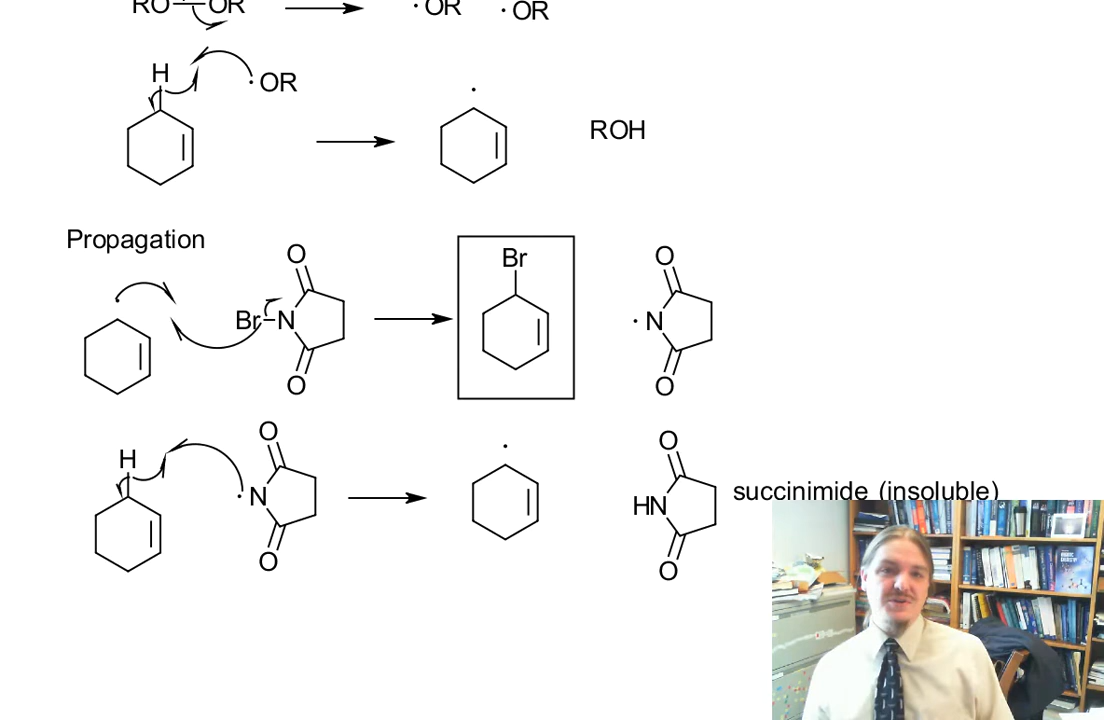 RO—OR · OR · OR
H
· OR
ROH
Propagation
O
Br–N
O
Br
O
· N
O
H
O
· N
O
O
HN
O
succinimide (insoluble)